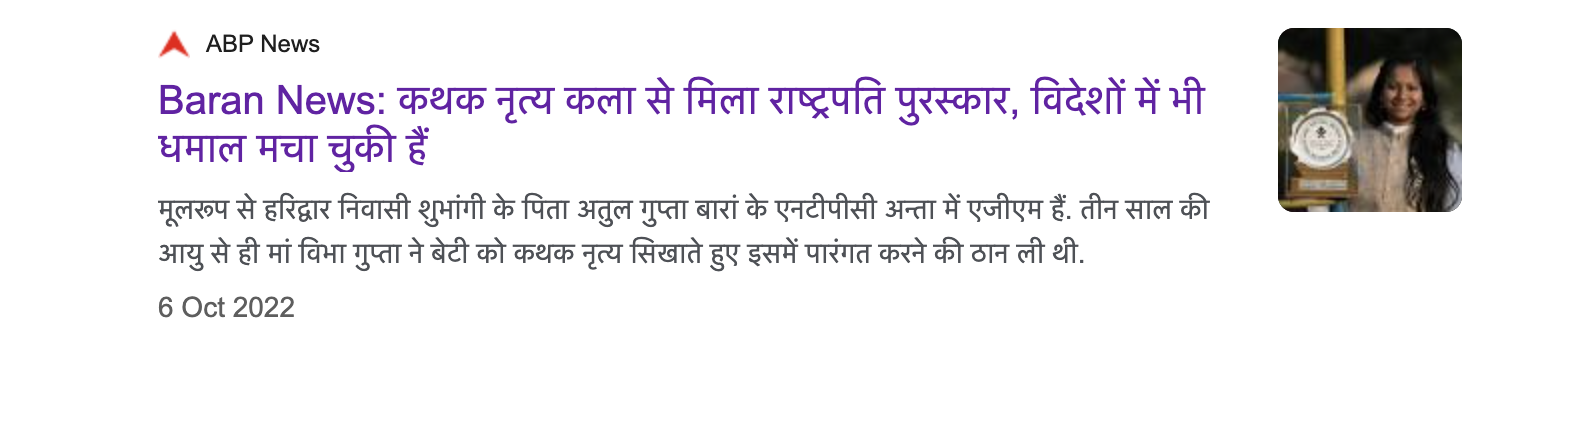 ABP News
Baran News: कथक नृत्य कला से मिला राष्ट्रपति पुरस्कार, विदेशों में भी
धमाल मचा चुकी हैं
मूलरूप से हरिद्वार निवासी शुभांगी के पिता अतुल गुप्ता बारां के एनटीपीसी अन्ता में एजीएम हैं. तीन साल की
आयु से ही मां विभा गुप्ता ने बेटी को कथक नृत्य सिखाते हुए इसमें पारंगत करने की ठान ली थी.
6 Oct 2022